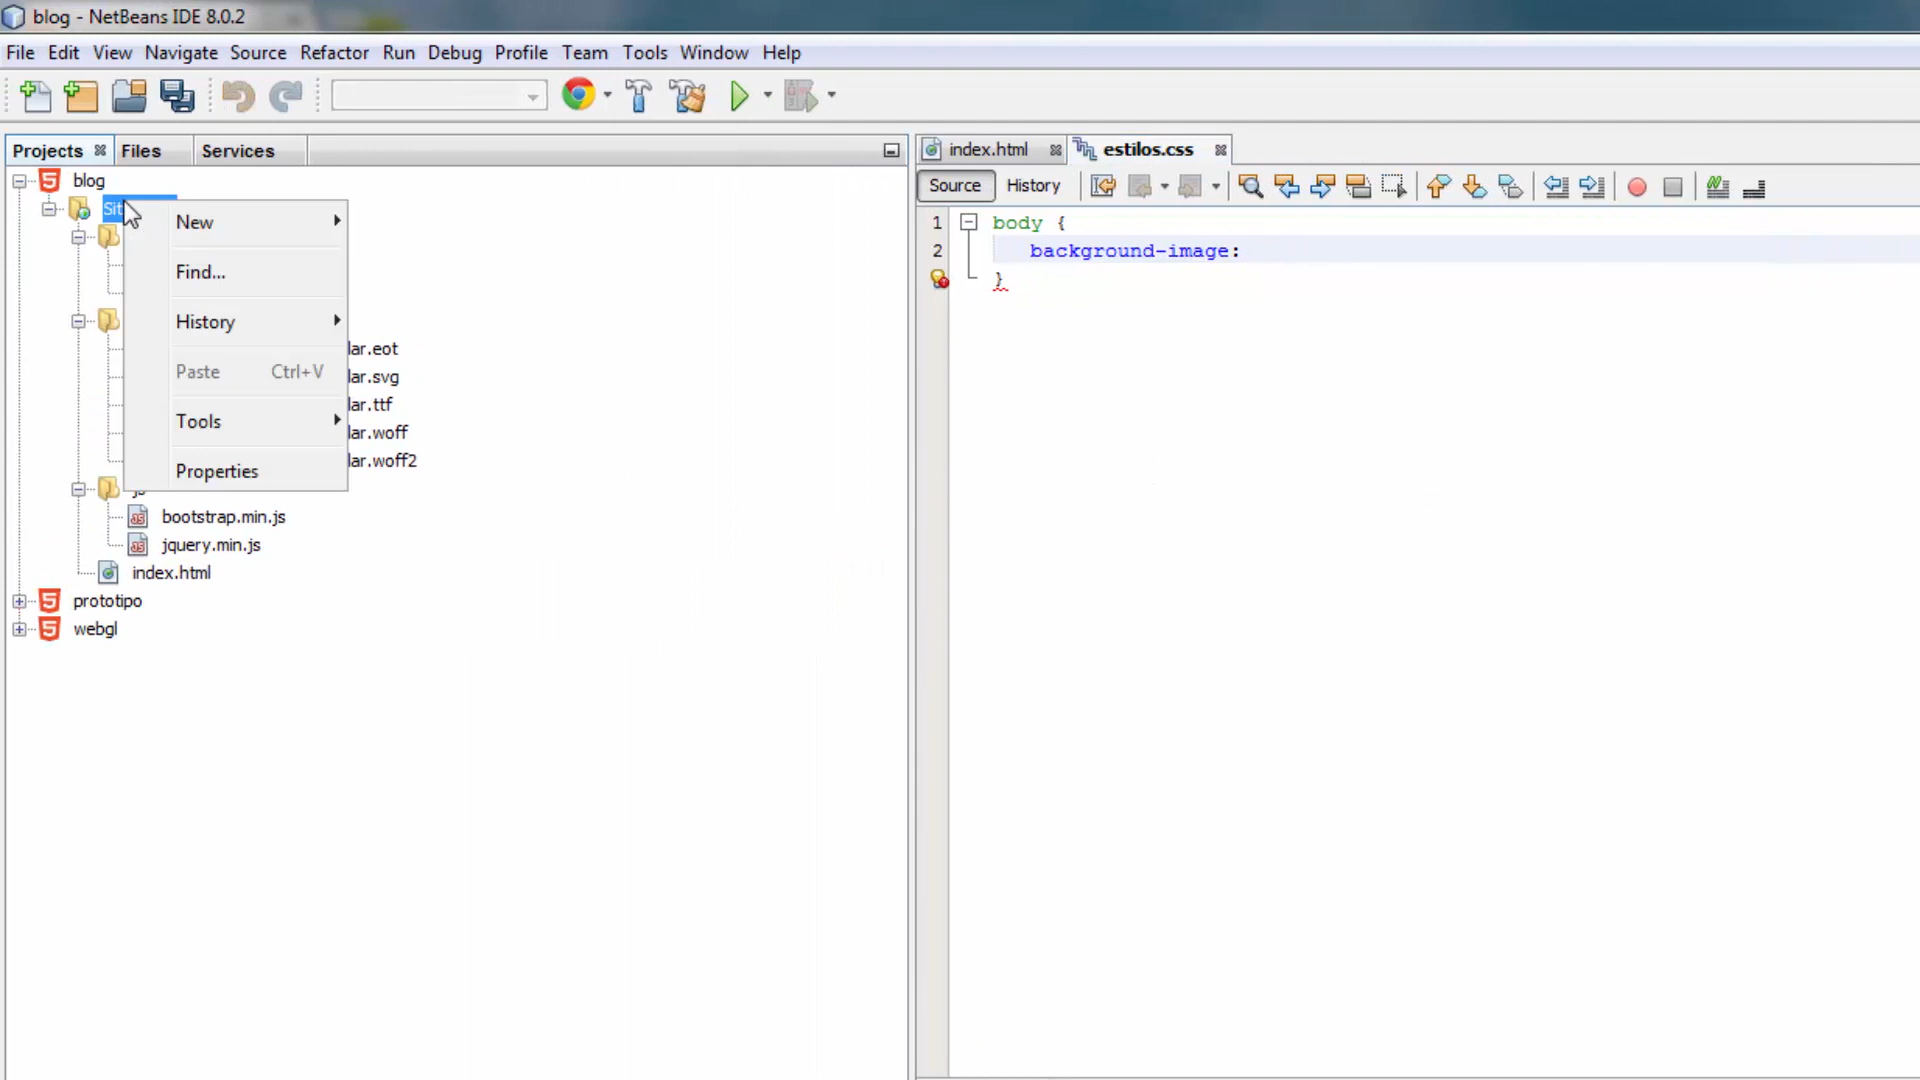 blog - NetBeans IDE 8.0.2
File Edit View Navigate Source Refactor Run Debug Profile Team Tools Window Help
Projects Files Services
index.html estilos.css
Source History
blog
Sit
New
Find...
History
Paste Ctrl+V
Tools
Properties
lar.eot
lar.svg
lar.ttf
lar.woff
lar.woff2
js
bootstrap.min.js
jquery.min.js
index.html
prototipo
webgl
1 body {
2 background-image:
}